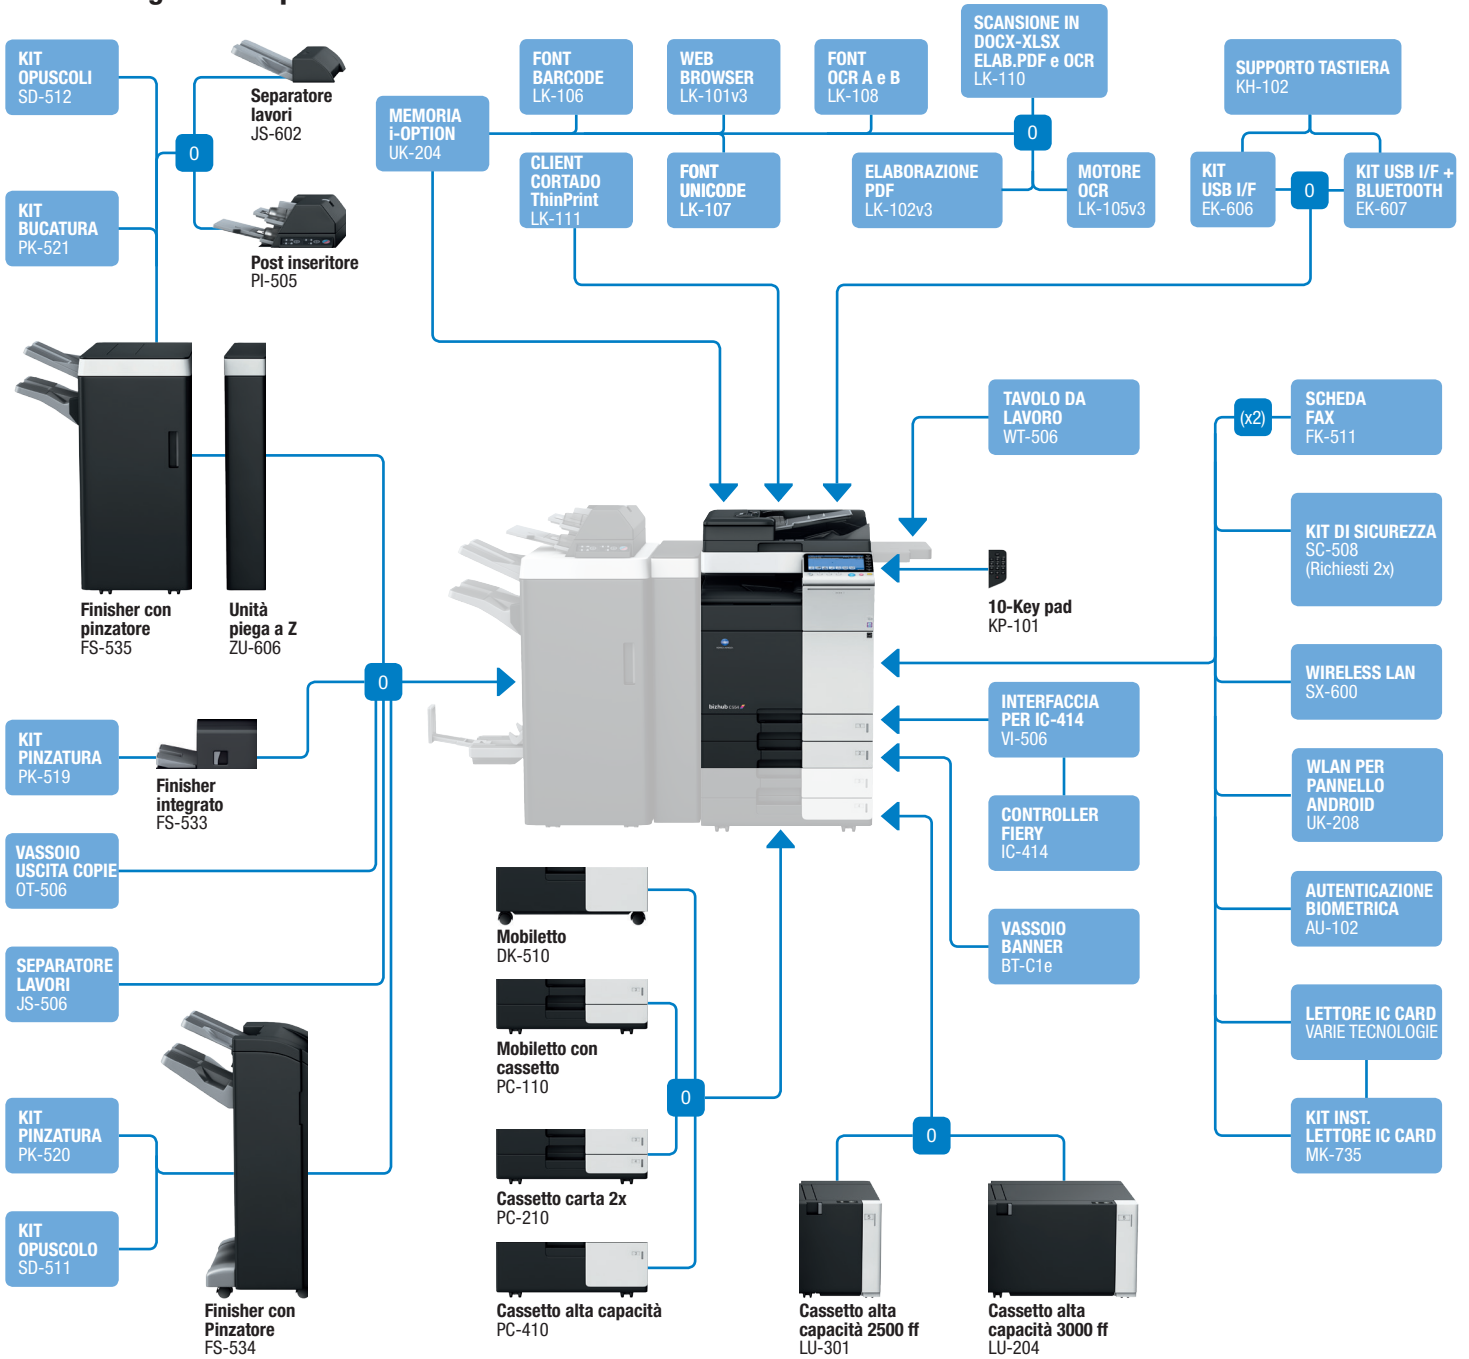 KIT
OPUSCOLI
SD-512
Separatore
lavori
JS-602
0
KIT
BUCATURA
PK-521
Post inseritore
PI-505
MEMORIA
i-OPTION
UK-204
FONT
BARCODE
LK-106
WEB
BROWSER
LK-101v3
FONT
OCR A e B
LK-108
SCANSIONE IN
DOCX-XLSX
ELAB.PDF e OCR
LK-110
0
CLIENT
CORTADO
ThinPrint
LK-111
FONT
UNICODE
LK-107
ELABORAZIONE
PDF
LK-102v3
MOTORE
OCR
LK-105v3
SUPPORTO TASTIERA
KH-102
KIT
USB I/F
EK-606
0
KIT USB I/F +
BLUETOOTH
EK-607
Finisher con
pinzatore
FS-535
Unità
piega a Z
ZU-606
TAVOLO DA
LAVORO
WT-506
(x2)
SCHEDA
FAX
FK-511
KIT DI SICUREZZA
SC-508
(Richiesti 2x)
10-Key pad
KP-101
0
bizhub
WIRELESS LAN
SX-600
INTERFACCIA
PER IC-414
VI-506
KIT
PINZATURA
PK-519
Finisher
integrato
FS-533
WLAN PER
PANNELLO
ANDROID
UK-208
CONTROLLER
FIERY
IC-414
VASSOIO
USCITA COPIE
OT-506
AUTENTICAZIONE
BIOMETRICA
AU-102
Mobiletto
DK-510
VASSOIO
BANNER
BT-C1e
SEPARATORE
LAVORI
JS-506
LETTORE IC CARD
VARIE TECNOLOGIE
Mobiletto con
cassetto
PC-110
0
KIT
PINZATURA
PK-520
0
KIT INST.
LETTORE IC CARD
MK-735
Cassetto carta 2x
PC-210
KIT
OPUSCOLO
SD-511
Finisher con
Pinzatore
FS-534
Cassetto alta capacità
PC-410
Cassetto alta
capacità 2500 ff
LU-301
Cassetto alta
capacità 3000 ff
LU-204